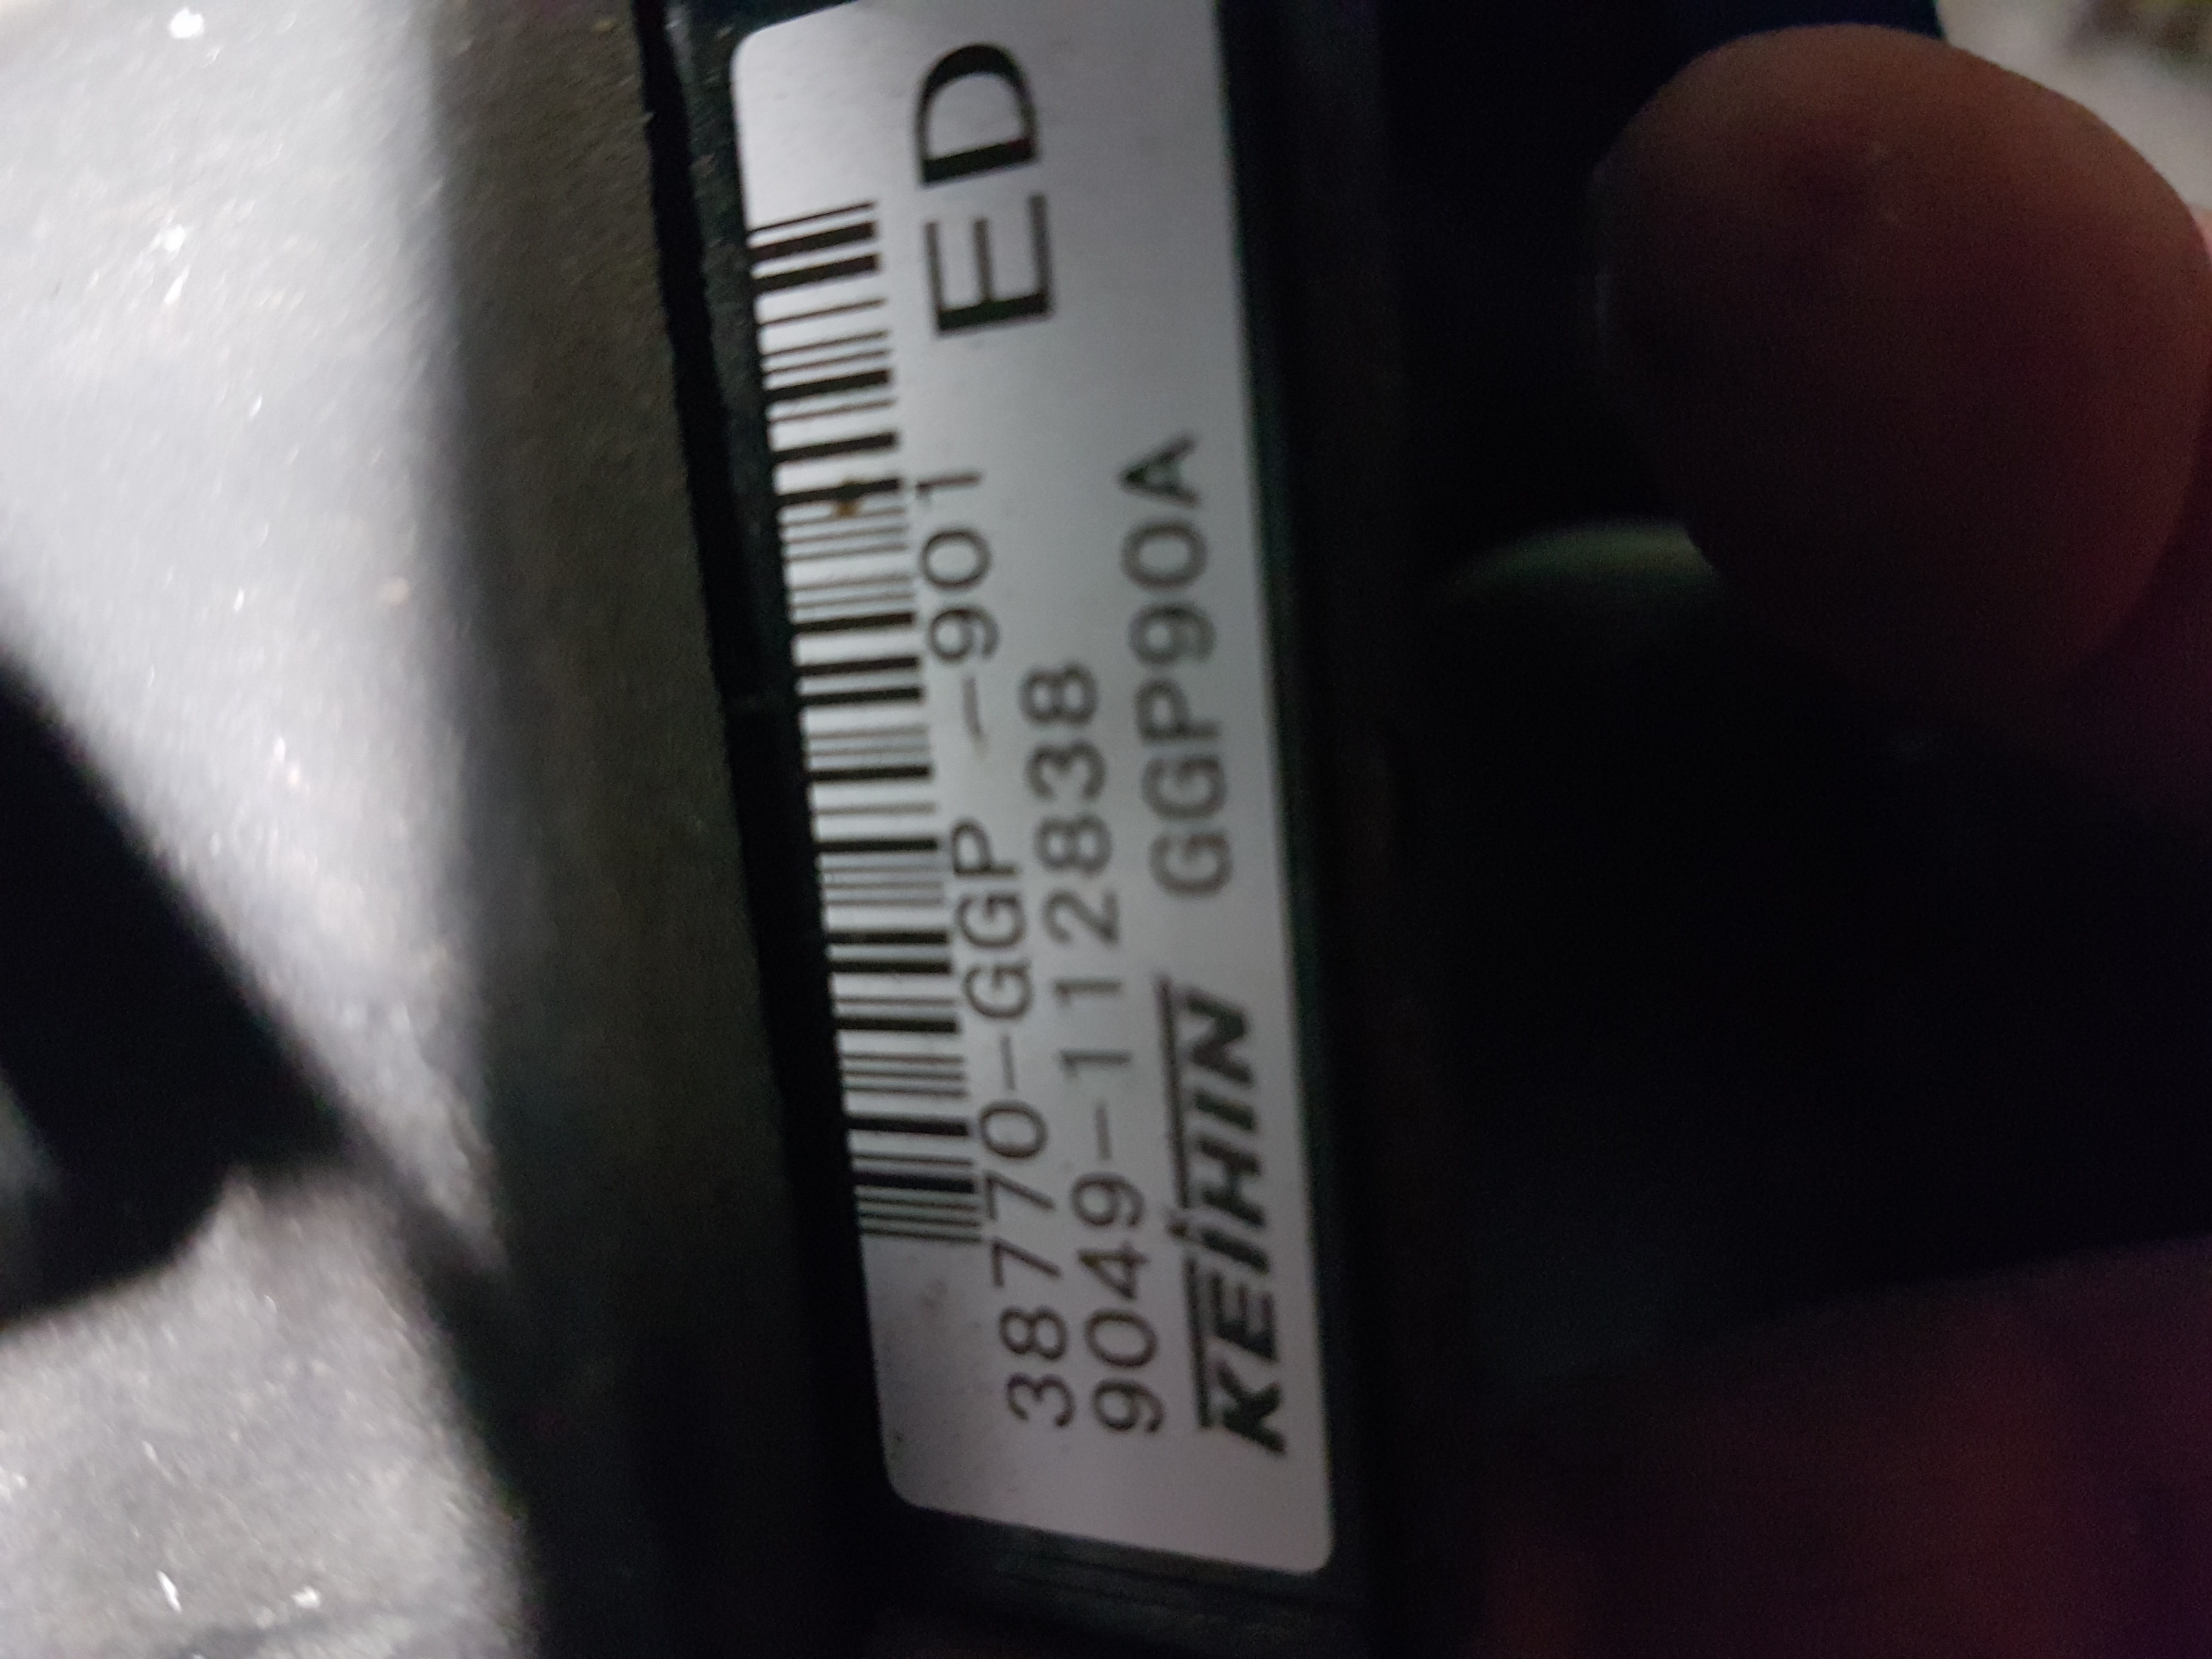 38770-GGP -901 ED
9049-112838
KEIHIN GGP90A